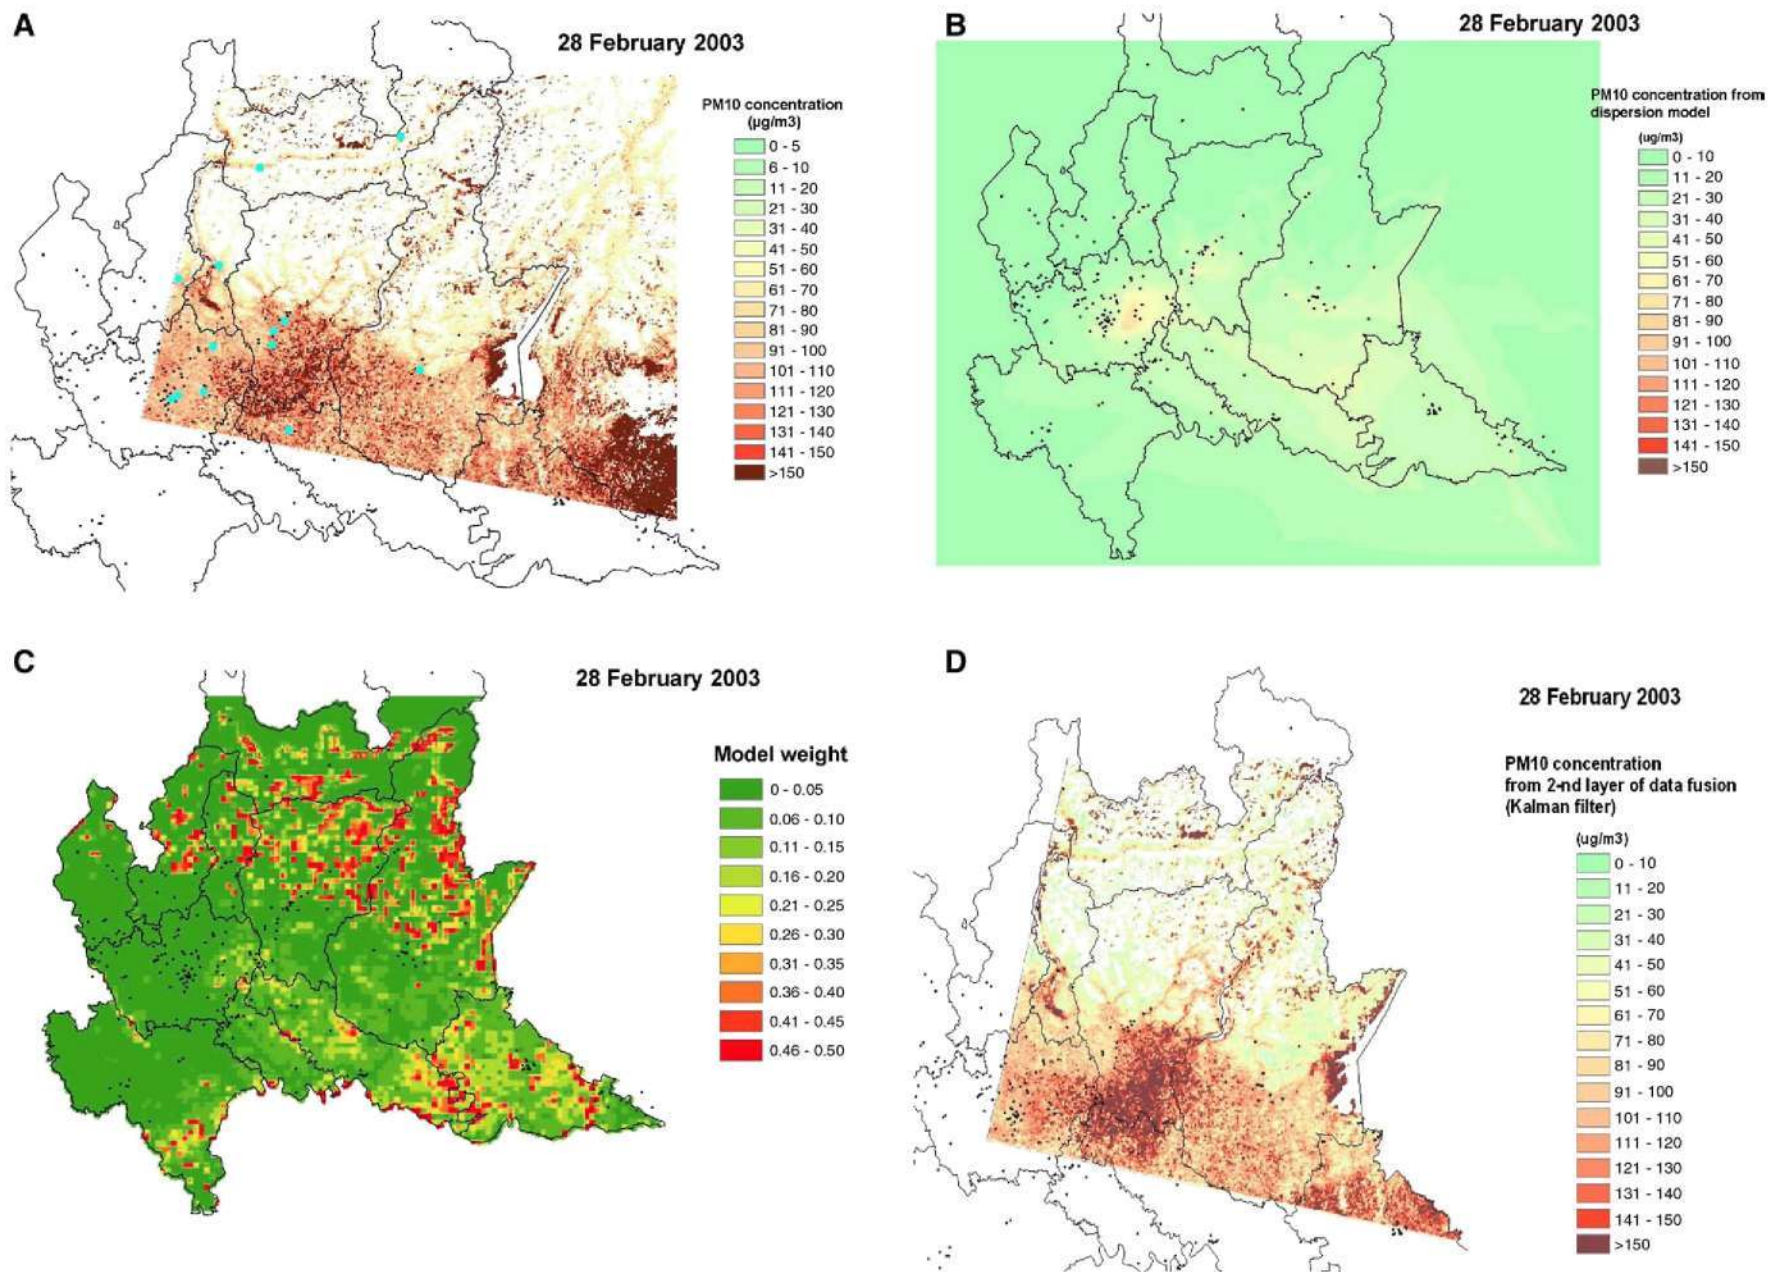 A
28 February 2003
PM10 concentration
(µg/m3)
0 - 5
6 - 10
11 - 20
21 - 30
31 - 40
41 - 50
51 - 60
61 - 70
71 - 80
81 - 90
91 - 100
101 - 110
111 - 120
121 - 130
131 - 140
141 - 150
>150
B
28 February 2003
PM10 concentration from
dispersion model
(ug/m3)
0 - 10
11 - 20
21 - 30
31 - 40
41 - 50
51 - 60
61 - 70
71 - 80
81 - 90
91 - 100
101 - 110
111 - 120
121 - 130
131 - 140
141 - 150
>150
C
28 February 2003
Model weight
0 - 0.05
0.06 - 0.10
0.11 - 0.15
0.16 - 0.20
0.21 - 0.25
0.26 - 0.30
0.31 - 0.35
0.36 - 0.40
0.41 - 0.45
0.46 - 0.50
D
28 February 2003
PM10 concentration
from 2-nd layer of data fusion
(Kalman filter)
(ug/m3)
0 - 10
11 - 20
21 - 30
31 - 40
41 - 50
51 - 60
61 - 70
71 - 80
81 - 90
91 - 100
101 - 110
111 - 120
121 - 130
131 - 140
141 - 150
>150